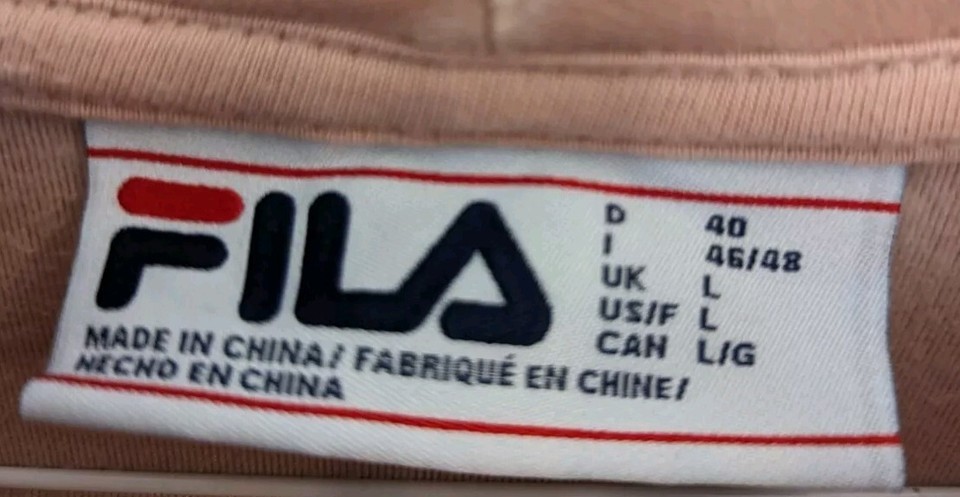 FILA
D 40
I 46/48
UK L
US/F L
CAN L/G
MADE IN CHINA/ FABRIQUÉ EN CHINE/
HECHO EN CHINA